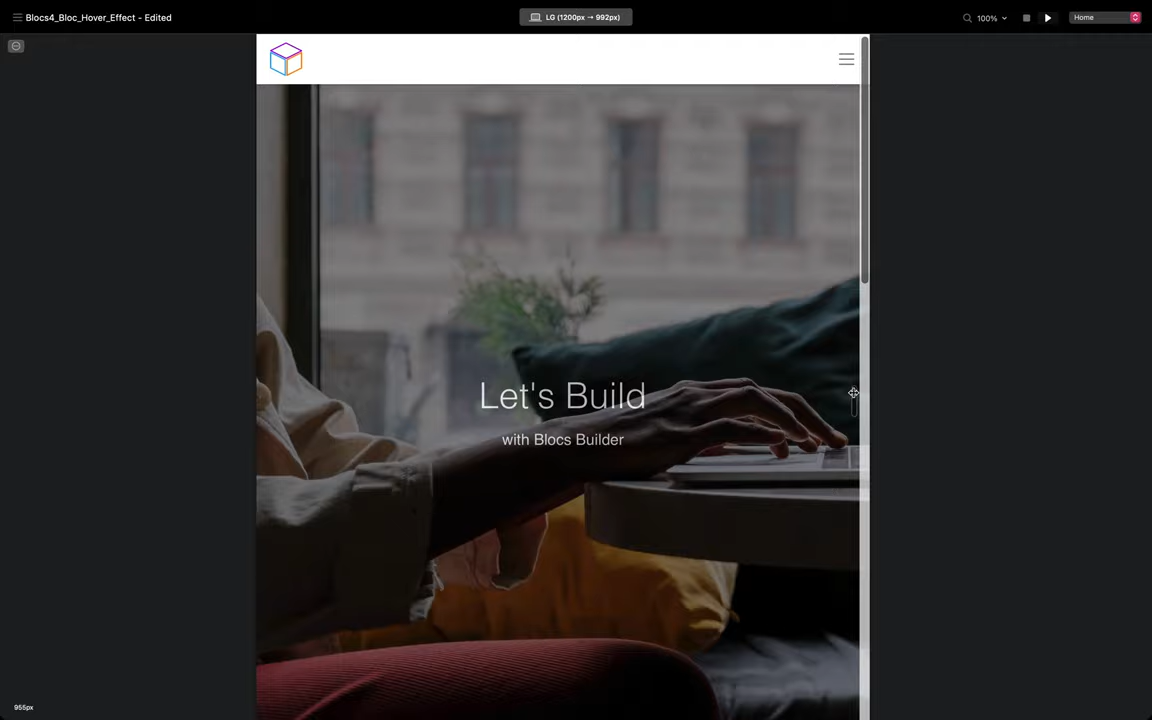 Blocs4_Bloc_Hover_Effect - Edited
LG (1200px → 992px)
100%
Home
Let's Build
with Blocs Builder
955px